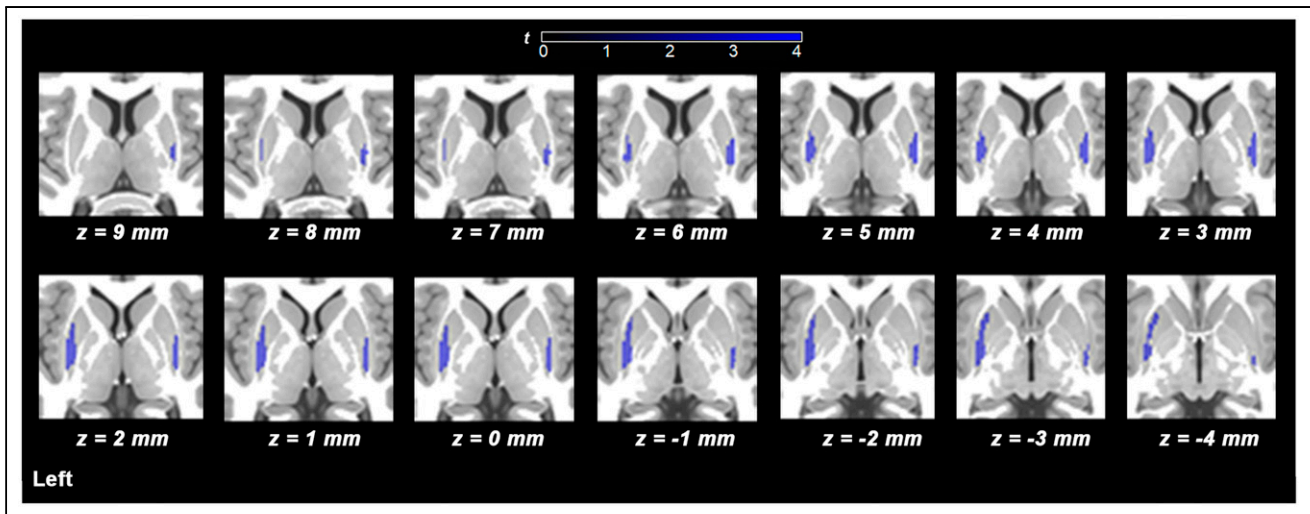 t
0 1 2 3 4
z = 9 mm z = 8 mm z = 7 mm z = 6 mm z = 5 mm z = 4 mm z = 3 mm
z = 2 mm z = 1 mm z = 0 mm z = -1 mm z = -2 mm z = -3 mm z = -4 mm
Left